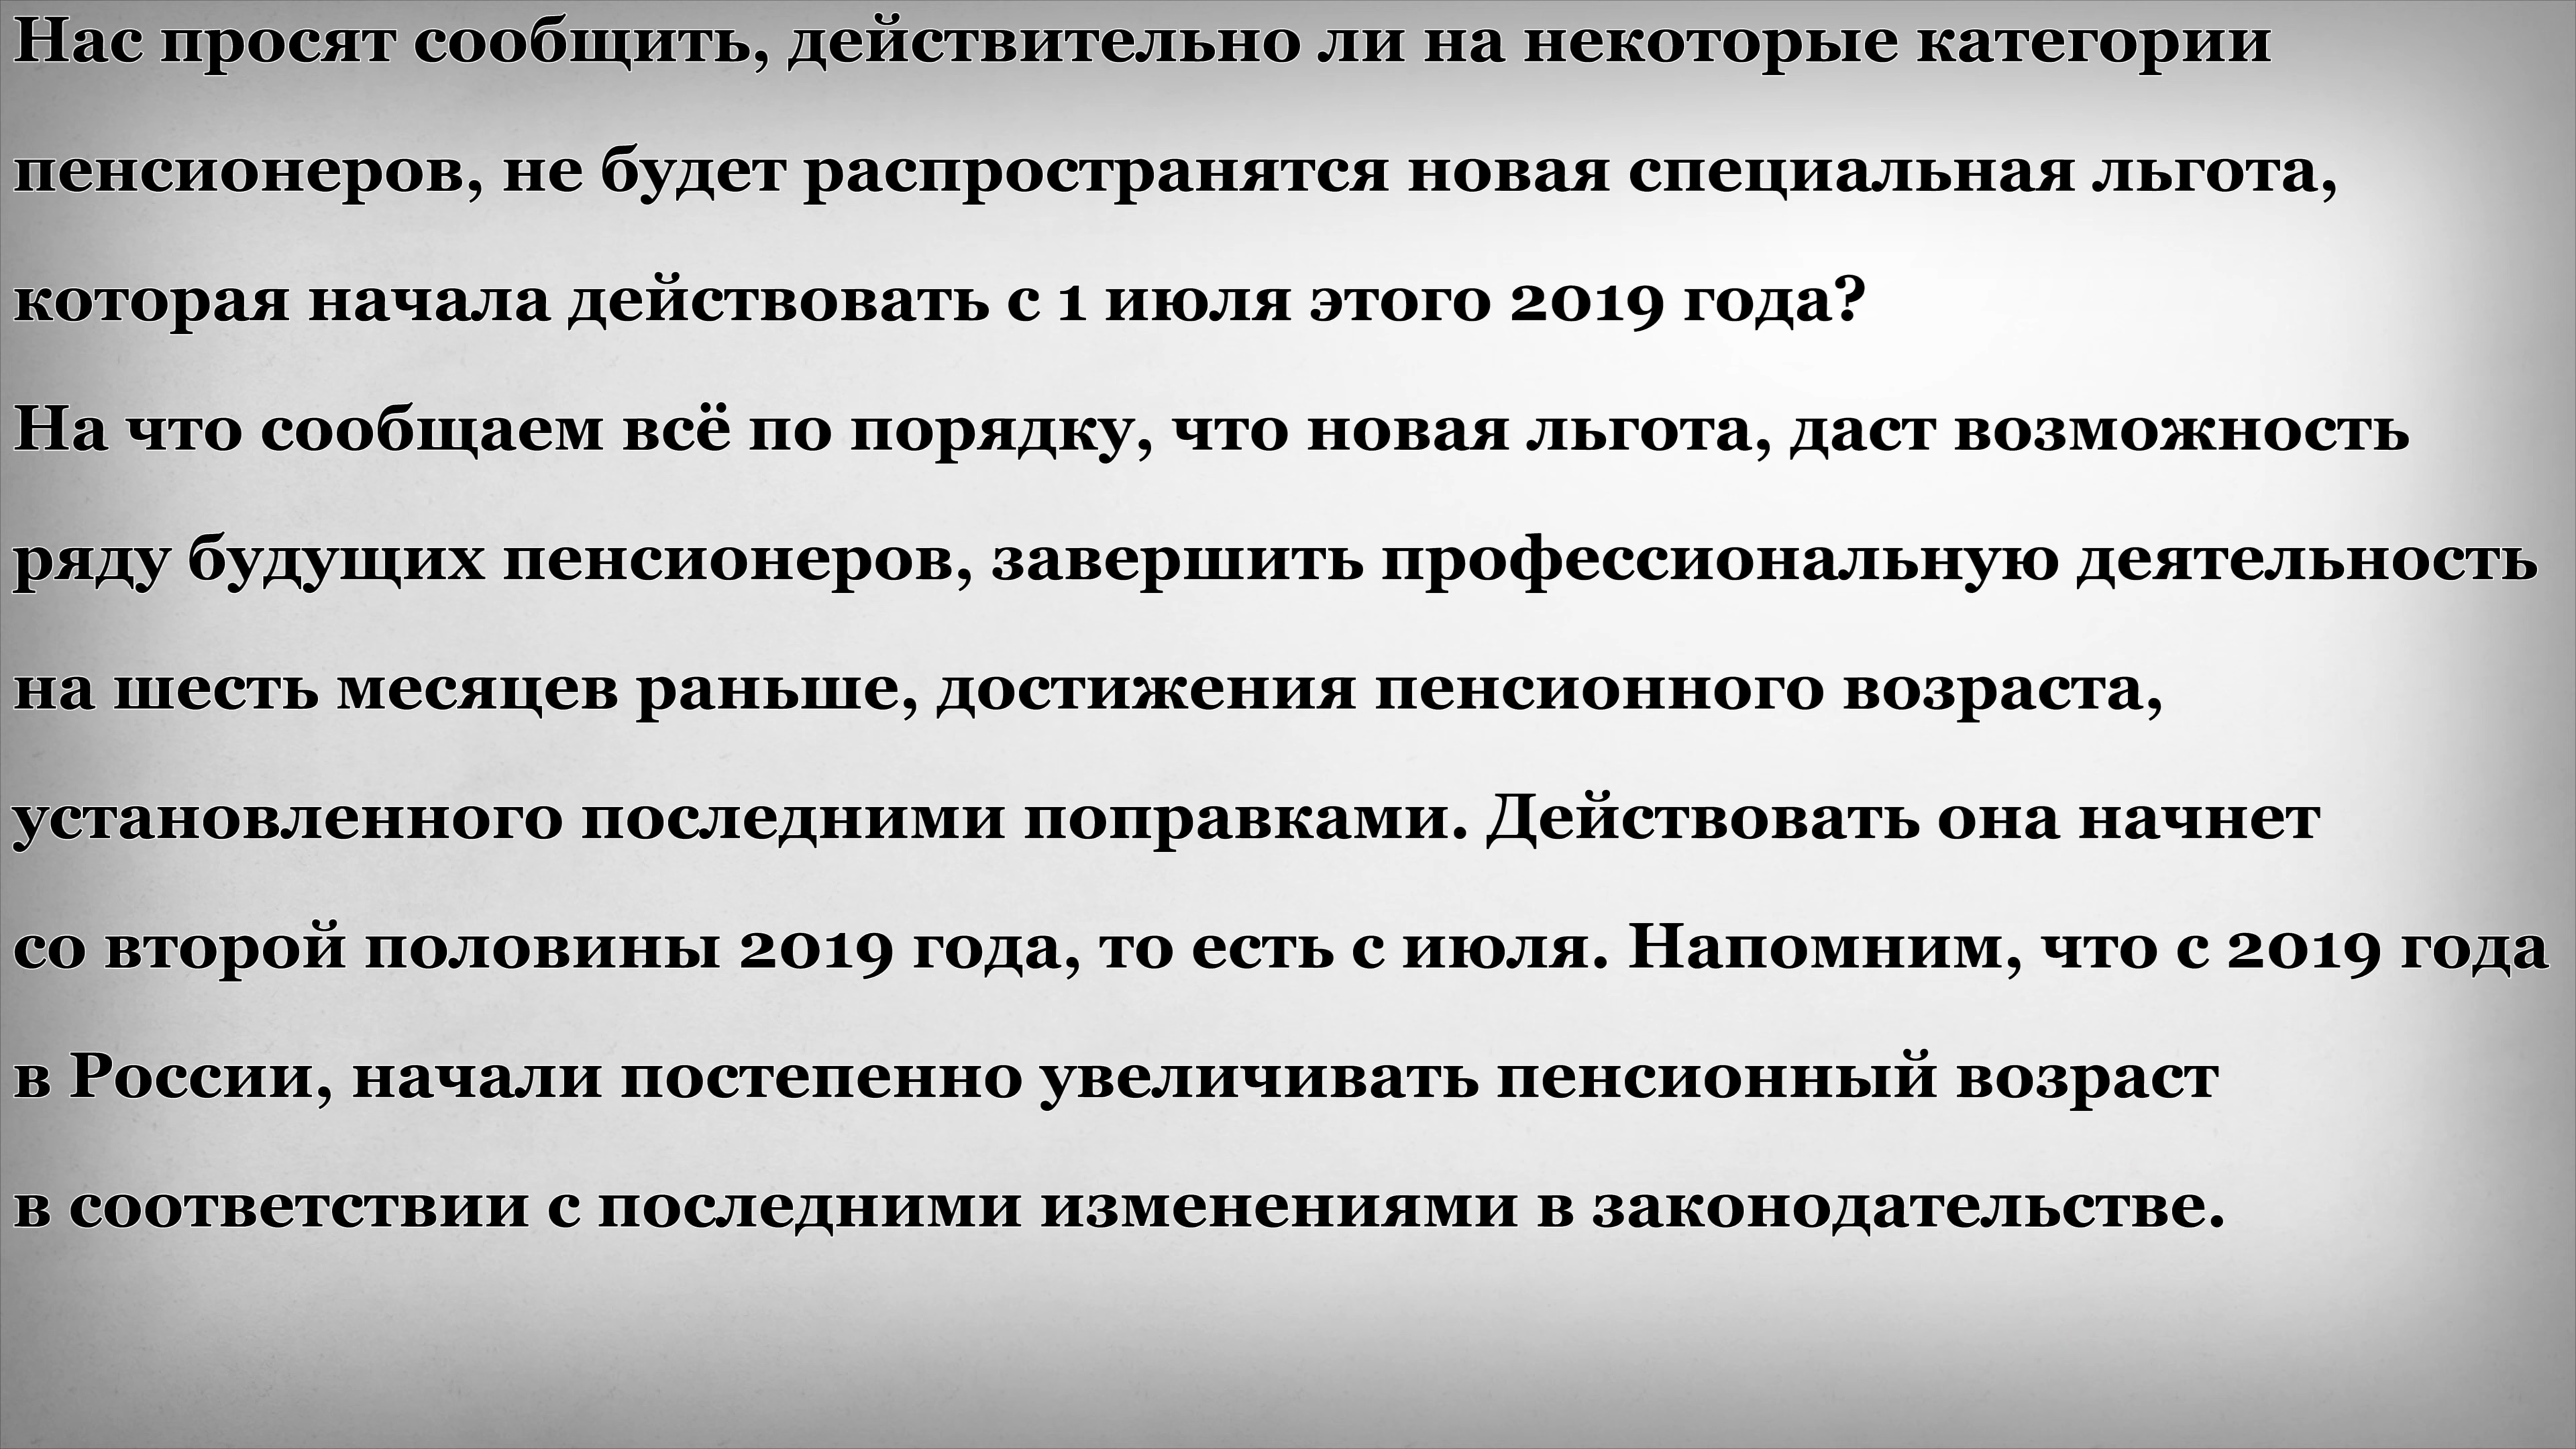 Нас просят сообщить, действительно ли на некоторые категории
пенсионеров, не будет распространятся новая специальная льгота,
которая начала действовать с 1 июля этого 2019 года?
На что сообщаем всё по порядку, что новая льгота, даст возможность
ряду будущих пенсионеров, завершить профессиональную деятельность
на шесть месяцев раньше, достижения пенсионного возраста,
установленного последними поправками. Действовать она начнет
со второй половины 2019 года, то есть с июля. Напомним, что с 2019 года
в России, начали постепенно увеличивать пенсионный возраст
в соответствии с последними изменениями в законодательстве.